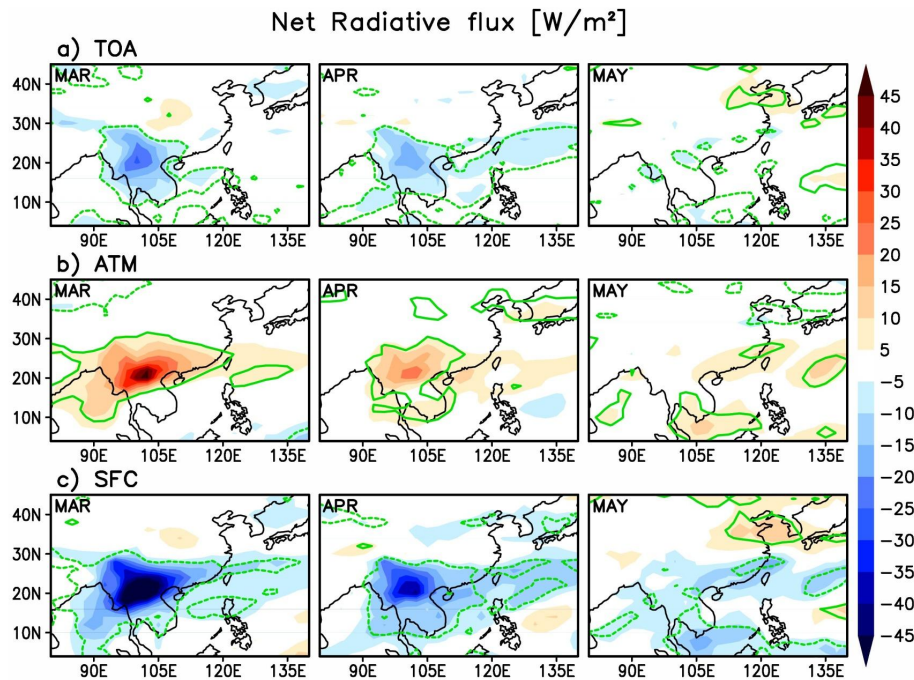 Net Radiative flux [W/m²]
a) TOA
MAR
APR
MAY
40N
30N
20N
10N
90E 105E 120E 135E
90E 105E 120E 135E
90E 105E 120E 135E
b) ATM
MAR
APR
MAY
40N
30N
20N
10N
90E 105E 120E 135E
90E 105E 120E 135E
90E 105E 120E 135E
c) SFC
MAR
APR
MAY
40N
30N
20N
10N
90E 105E 120E 135E
90E 105E 120E 135E
90E 105E 120E 135E
45
40
35
30
25
20
15
10
5
−5
−10
−15
−20
−25
−30
−35
−40
−45